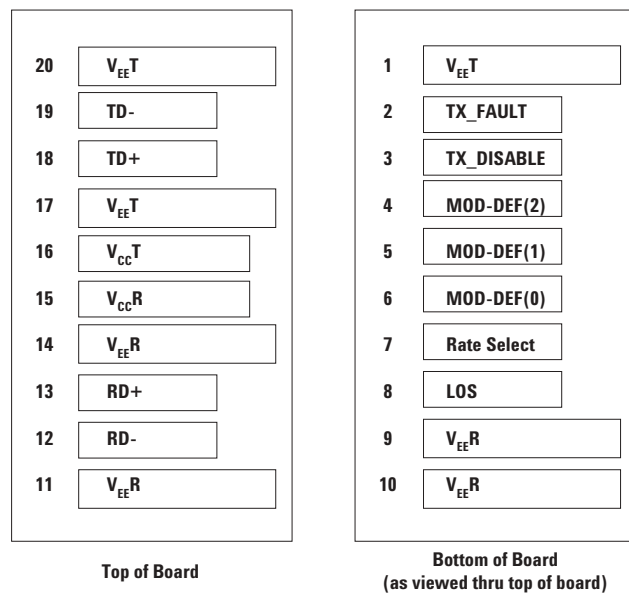 20 VEET
19 TD-
18 TD+
17 VEET
16 VCCT
15 VCCR
14 VEER
13 RD+
12 RD-
11 VEER
Top of Board
1 VEET
2 TX_FAULT
3 TX_DISABLE
4 MOD-DEF(2)
5 MOD-DEF(1)
6 MOD-DEF(0)
7 Rate Select
8 LOS
9 VEER
10 VEER
Bottom of Board
(as viewed thru top of board)